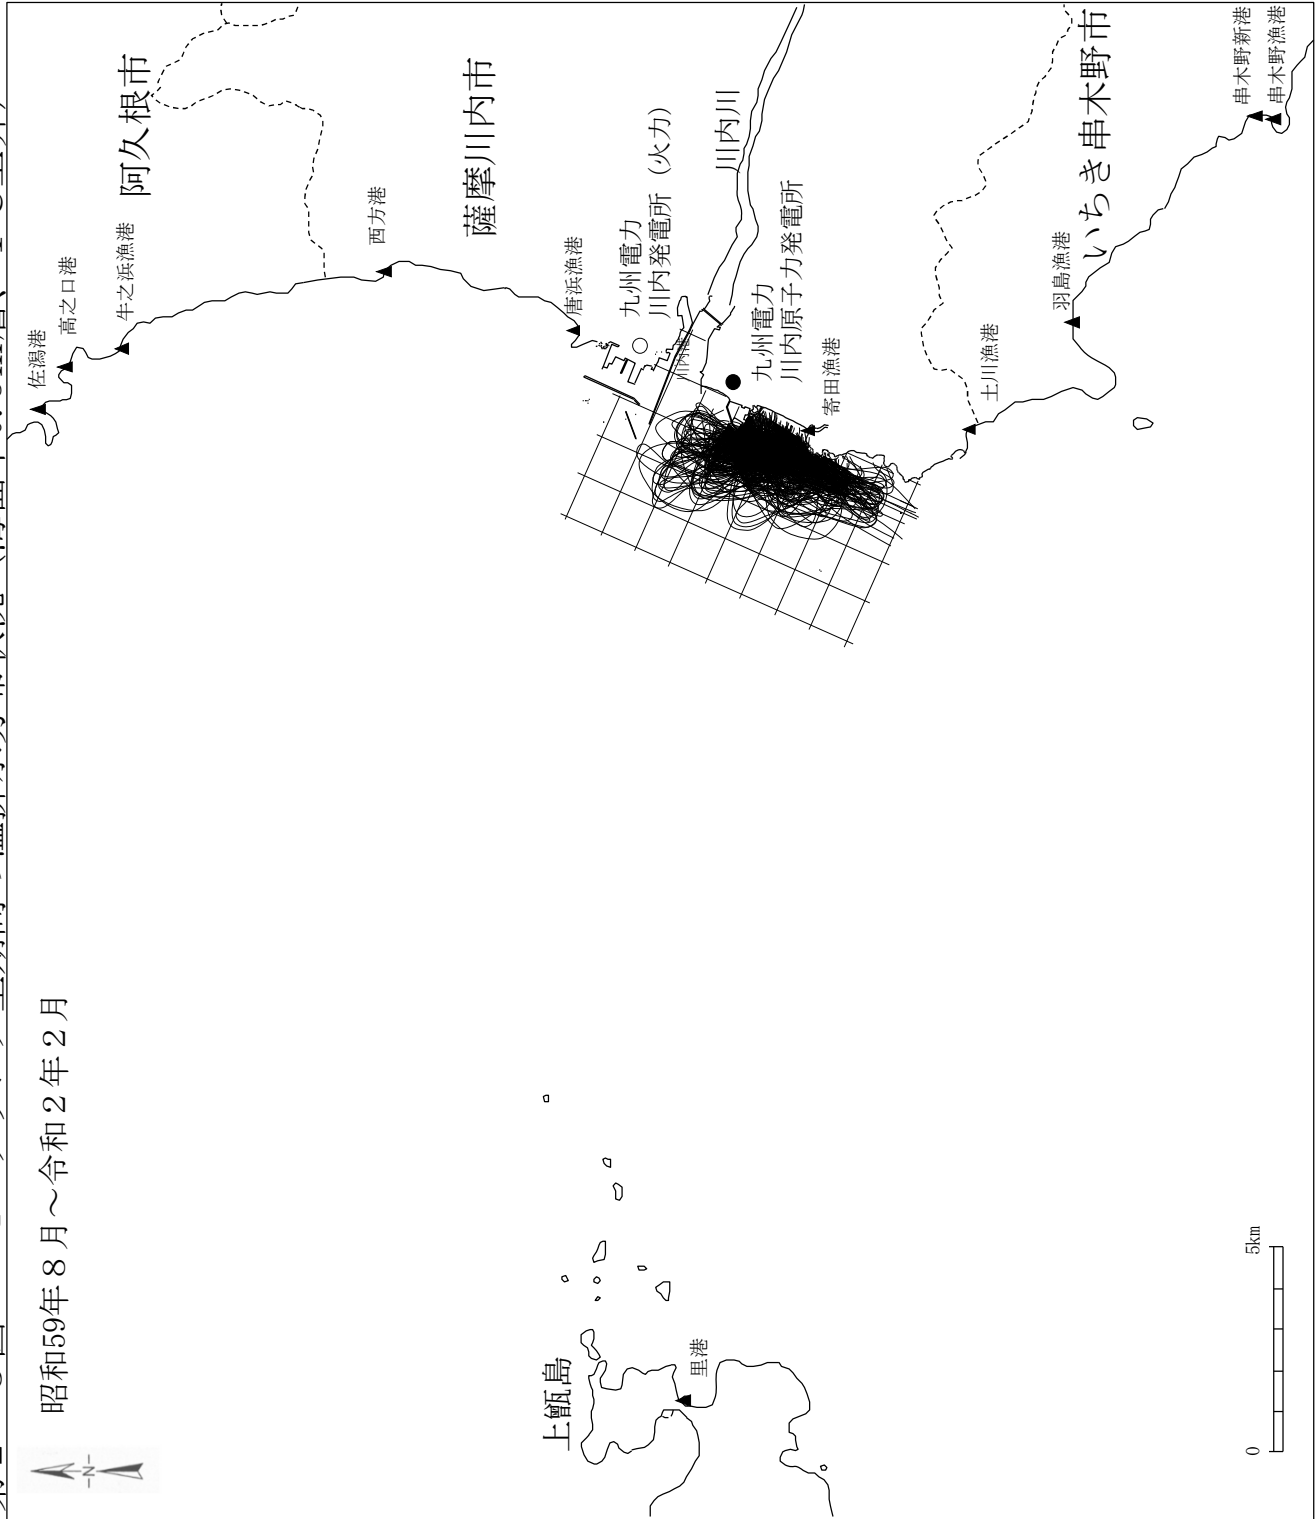 昭和59年８月～令和２年２月
N
佐潟港
高之口港
牛之浜漁港
阿久根市
西方港
薩摩川内市
唐浜漁港
九州電力
川内発電所（火力）
川内港
川内川
九州電力
川内原子力発電所
寄田漁港
土川漁港
羽島漁港
いちき串木野市
串木野新港
串木野漁港
上甑島
里港
0
5km